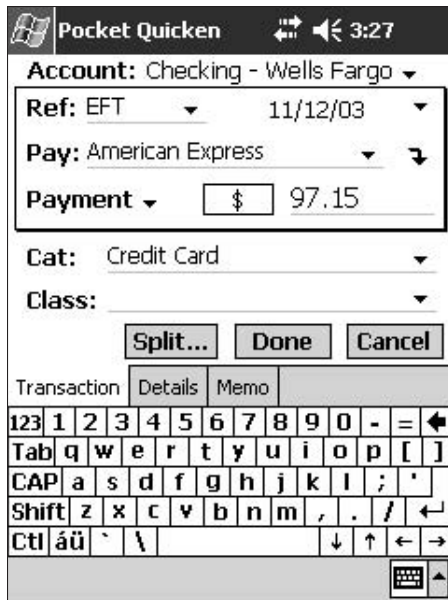 Pocket Quicken 3:27
Account: Checking - Wells Fargo
Ref: EFT 11/12/03
Pay: American Express
Payment $ 97.15
Cat: Credit Card
Class:
Split... Done Cancel
Transaction Details Memo
123 1 2 3 4 5 6 7 8 9 0 - =
Tab q w e r t y u i o p [ ]
CAP a s d f g h j k l ; '
Shift z x c v b n m , . /
Ctl áü ` \